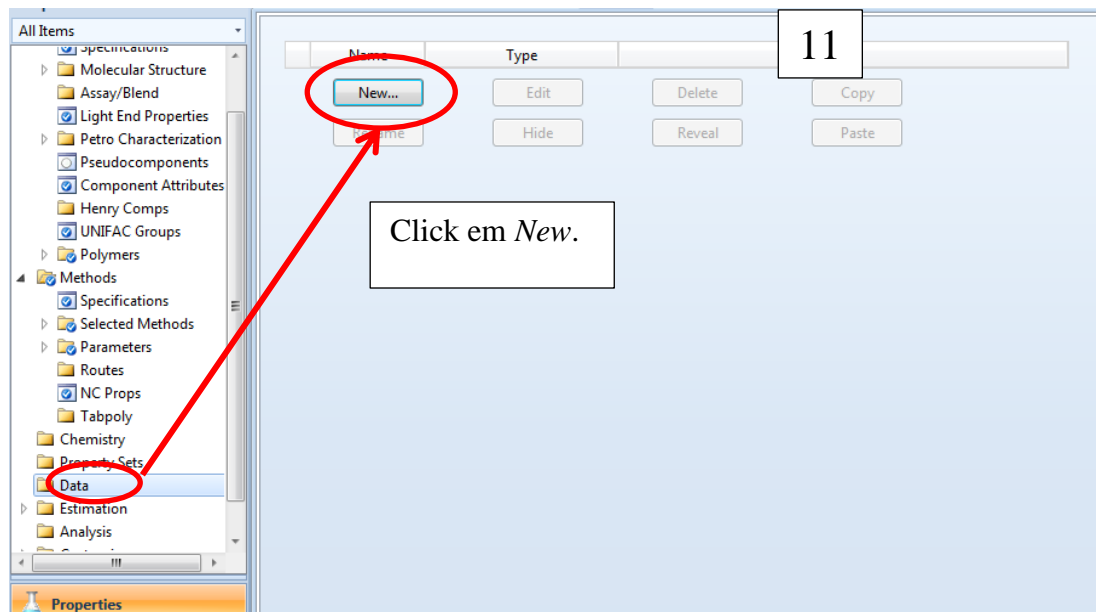 All Items
Specifications
Molecular Structure
Assay/Blend
Light End Properties
Petro Characterization
Pseudocomponents
Component Attributes
Henry Comps
UNIFAC Groups
Polymers
Methods
Specifications
Selected Methods
Parameters
Routes
NC Props
Tabpoly
Chemistry
Property Sets
Data
Estimation
Analysis
Properties
Name Type
11
New... Edit Delete Copy
Rename Hide Reveal Paste
Click em New.